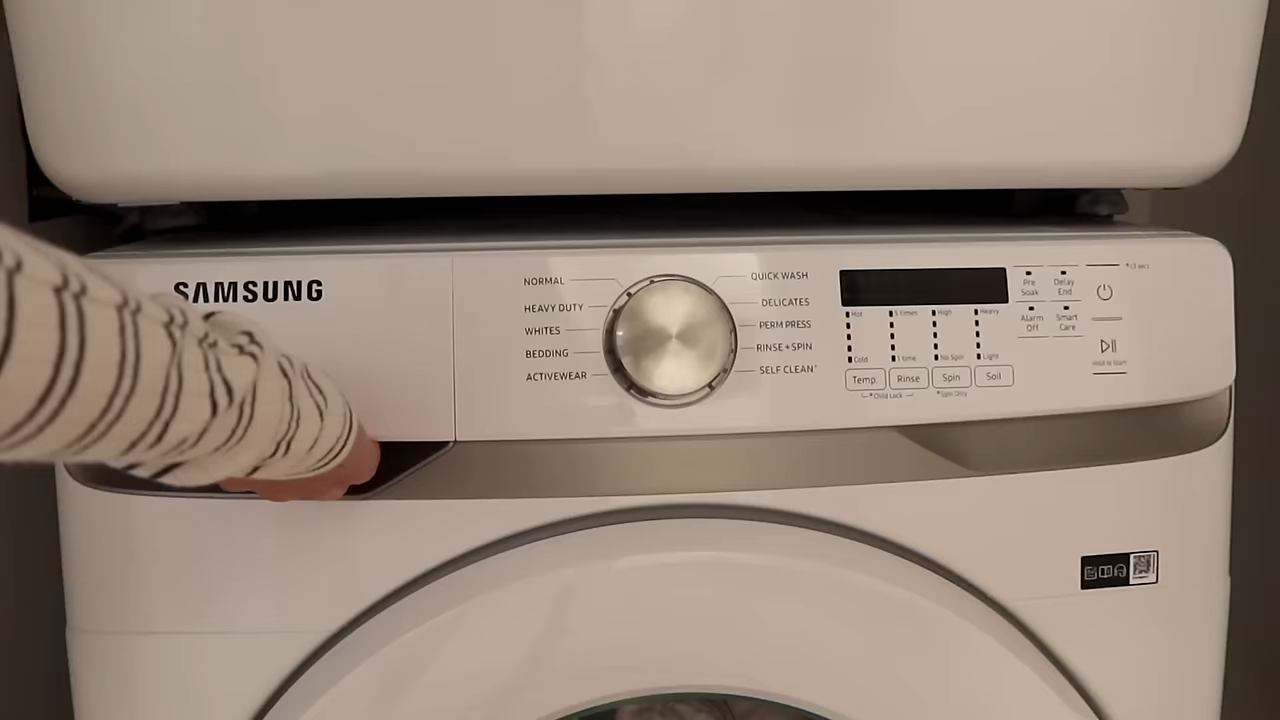 SAMSUNG
NORMAL
HEAVY DUTY
WHITES
BEDDING
ACTIVEWEAR
QUICK WASH
DELICATES
PERM PRESS
RINSE+SPIN
SELF CLEAN*
Hot
5 times
High
Heavy
Cold
1 time
No Spin
Light
Temp.
Rinse
Spin
Soil
*Child Lock
*Spin Only
Pre Soak
Delay End
Alarm Off
Smart Care
*(3 sec)
Hold to Start